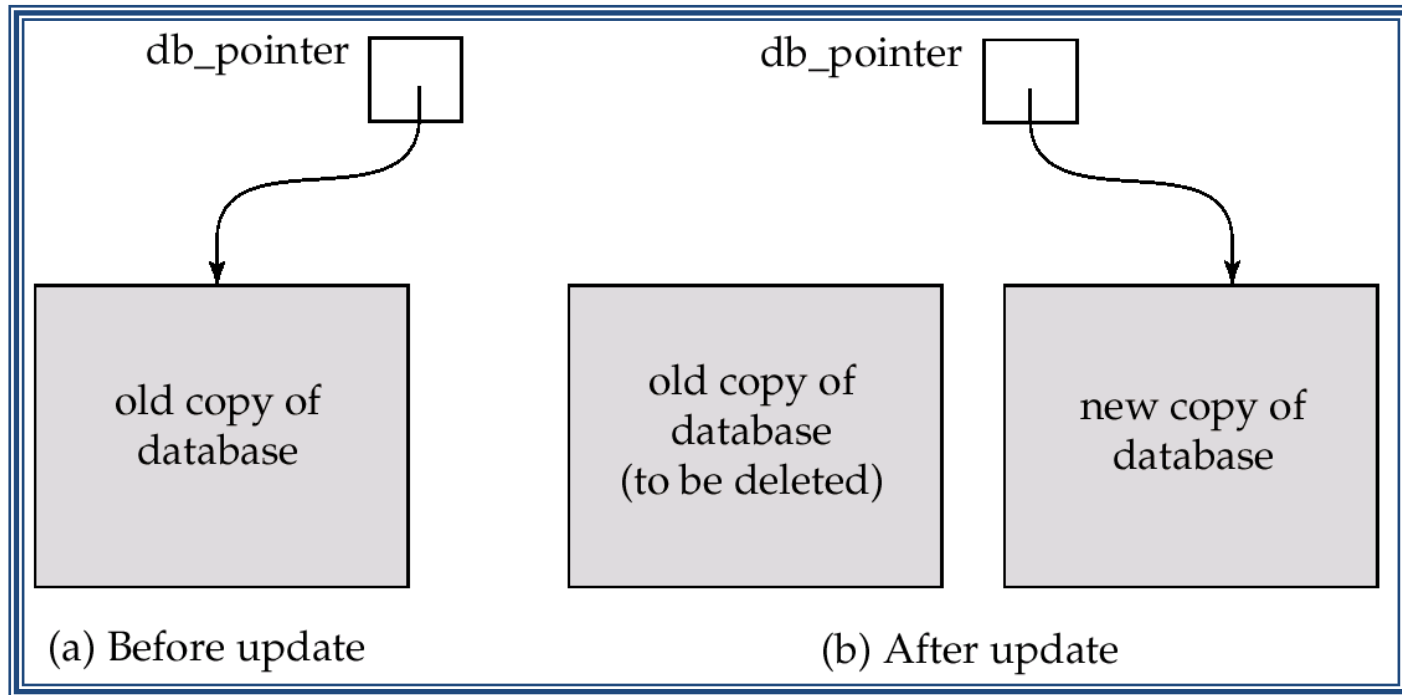 db_pointer
old copy of
database
(a) Before update
db_pointer
old copy of
database
(to be deleted)
new copy of
database
(b) After update